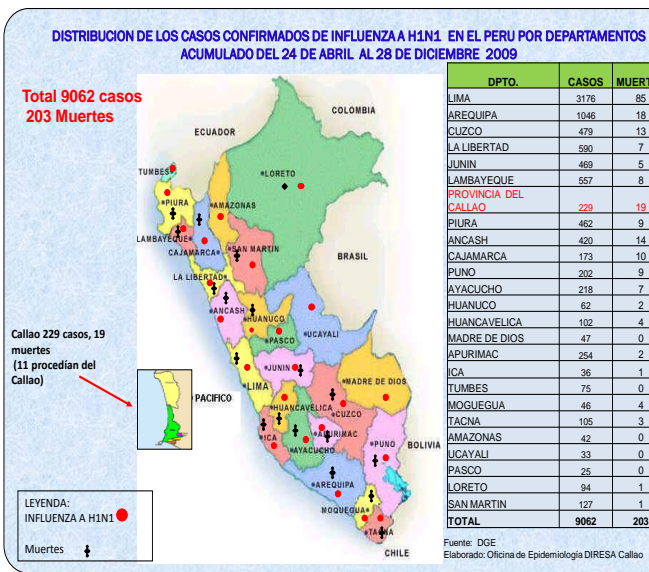 DISTRIBUCION DE LOS CASOS CONFIRMADOS DE INFLUENZA A H1N1 EN EL PERU POR DEPARTAMENTOS
ACUMULADO DEL 24 DE ABRIL AL 28 DE DICIEMBRE 2009
Total 9062 casos
203 Muertes
COLOMBIA
ECUADOR
TUMBES
LORETO
PIURA
AMAZONAS
LAMBAYEQUE
CAJAMARCA
SAN MARTIN
BRASIL
LA LIBERTAD
ANCASH
HUANUCO
UCAYALI
PASCO
JUNIN
LIMA
MADRE DE DIOS
PACIFICO
HUANCAVELICA
CUZCO
ICA
APURIMAC
AYACUCHO
PUNO
BOLIVIA
AREQUIPA
MOQUEGUA
TACNA
CHILE
Callao 229 casos, 19
muertes
(11 procedían del
Callao)
LEYENDA:
INFLUENZA A H1N1
Muertes
DPTO. CASOS MUERT
LIMA 3176 85
AREQUIPA 1046 18
CUZCO 479 13
LA LIBERTAD 590 7
JUNIN 469 5
LAMBAYEQUE 557 8
PROVINCIA DEL
CALLAO 229 19
PIURA 462 9
ANCASH 420 14
CAJAMARCA 173 10
PUNO 202 9
AYACUCHO 218 7
HUANUCO 62 2
HUANCAVELICA 102 4
MADRE DE DIOS 47 0
APURIMAC 254 2
ICA 36 1
TUMBES 75 0
MOGUEGUA 46 4
TACNA 105 3
AMAZONAS 42 0
UCAYALI 33 0
PASCO 25 0
LORETO 94 1
SAN MARTIN 127 1
TOTAL 9062 203
Fuente: DGE
Elaborado: Oficina de Epidemiología DIRESA Callao